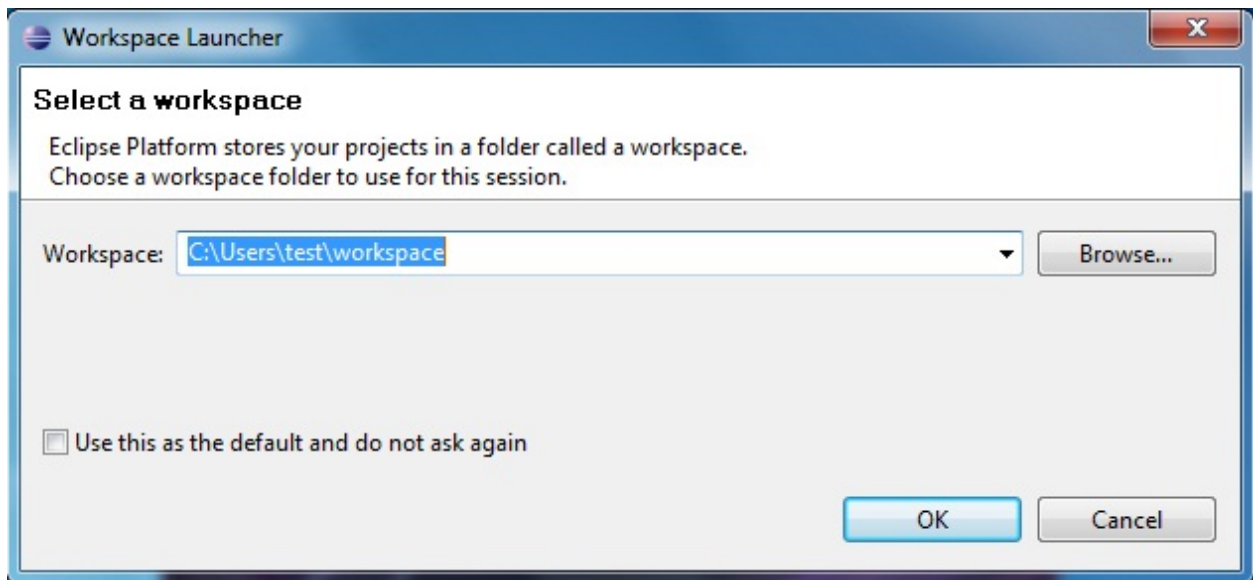 Workspace Launcher
Select a workspace
Eclipse Platform stores your projects in a folder called a workspace.
Choose a workspace folder to use for this session.
Workspace: C:\Users\test\workspace Browse...
Use this as the default and do not ask again
OK Cancel